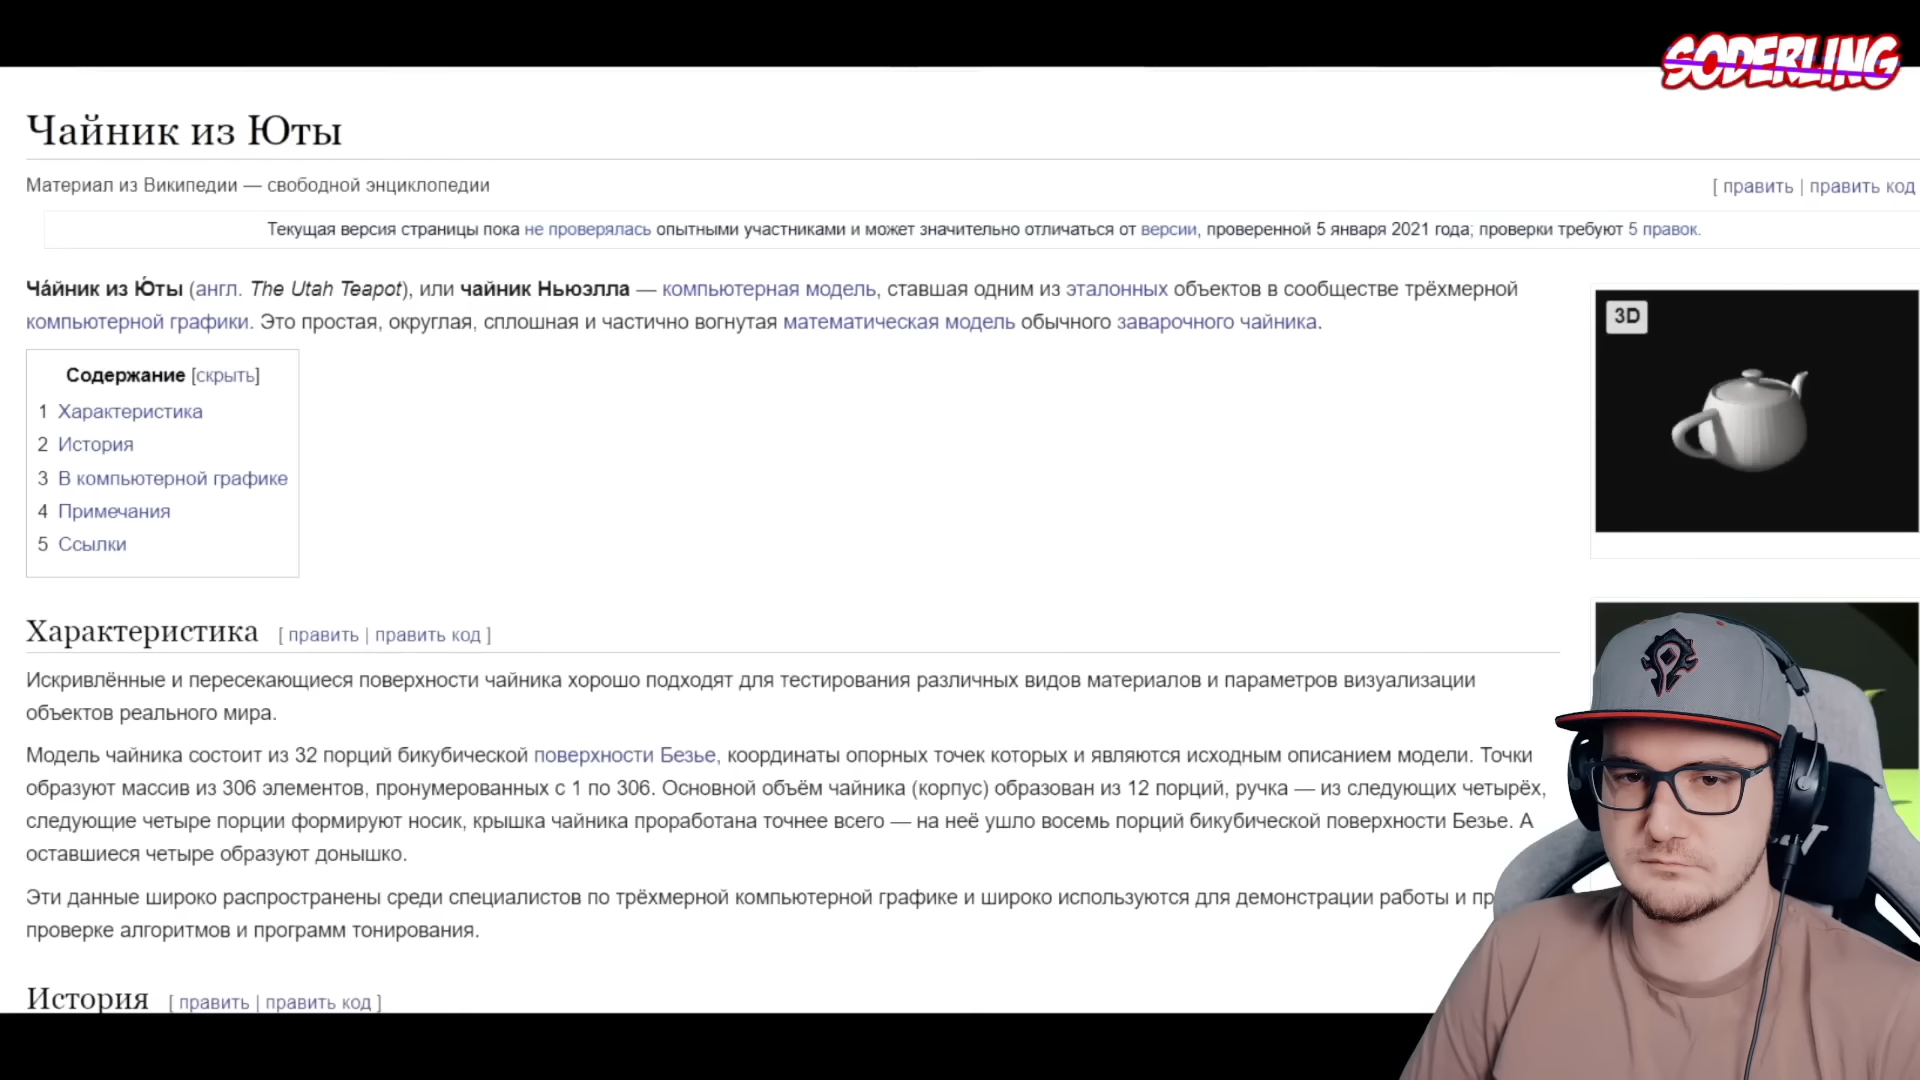 SODERLING
Чайник из Юты
Материал из Википедии — свободной энциклопедии
[ править | править код
Текущая версия страницы пока не проверялась опытными участниками и может значительно отличаться от версии, проверенной 5 января 2021 года; проверки требуют 5 правок.
Ча́йник из Ю́ты (англ. The Utah Teapot), или чайник Ньюэлла — компьютерная модель, ставшая одним из эталонных объектов в сообществе трёхмерной
компьютерной графики. Это простая, округлая, сплошная и частично вогнутая математическая модель обычного заварочного чайника.
3D
Содержание [скрыть]
1 Характеристика
2 История
3 В компьютерной графике
4 Примечания
5 Ссылки
Характеристика [ править | править код ]
Искривлённые и пересекающиеся поверхности чайника хорошо подходят для тестирования различных видов материалов и параметров визуализации
объектов реального мира.
Модель чайника состоит из 32 порций бикубической поверхности Безье, координаты опорных точек которых и являются исходным описанием модели. Точки
образуют массив из 306 элементов, пронумерованных с 1 по 306. Основной объём чайника (корпус) образован из 12 порций, ручка — из следующих четырёх,
следующие четыре порции формируют носик, крышка чайника проработана точнее всего — на неё ушло восемь порций бикубической поверхности Безье. А
оставшиеся четыре образуют донышко.
Эти данные широко распространены среди специалистов по трёхмерной компьютерной графике и широко используются для демонстрации работы и пр
проверке алгоритмов и программ тонирования.
История [ править | править код ]